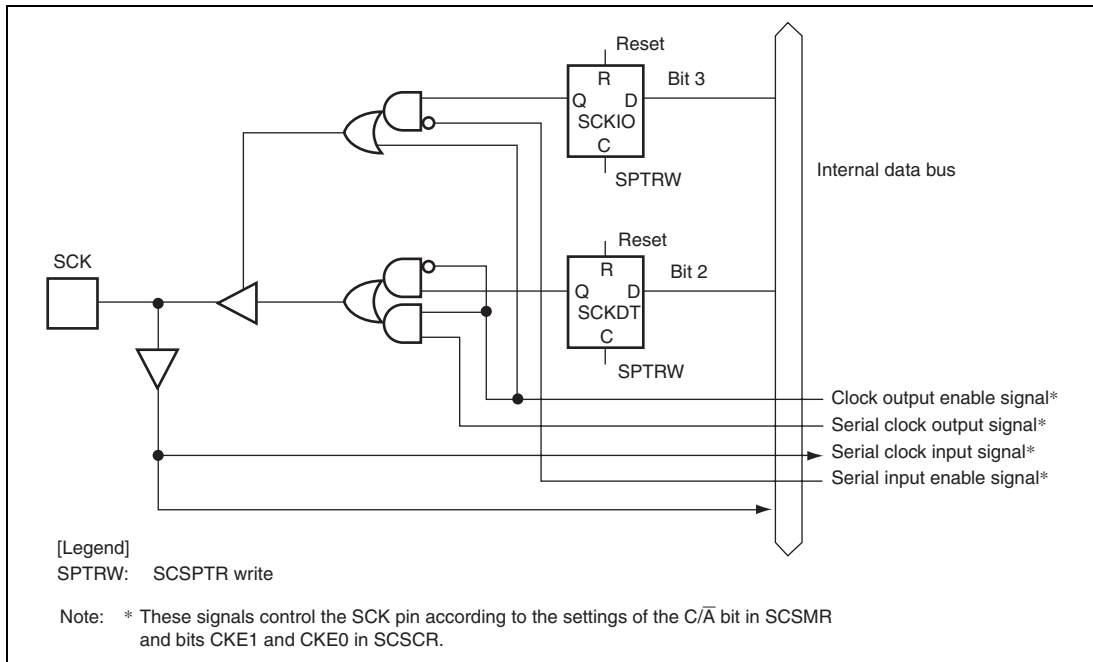 Reset
R
Bit 3
Q D
SCKIO
C
SPTRW
Internal data bus
Reset
R
Bit 2
SCK
Q D
SCKDT
C
SPTRW
Clock output enable signal*
Serial clock output signal*
Serial clock input signal*
Serial input enable signal*
[Legend]
SPTRW: SCSPTR write
Note: * These signals control the SCK pin according to the settings of the C/A̅ bit in SCSMR
and bits CKE1 and CKE0 in SCSCR.